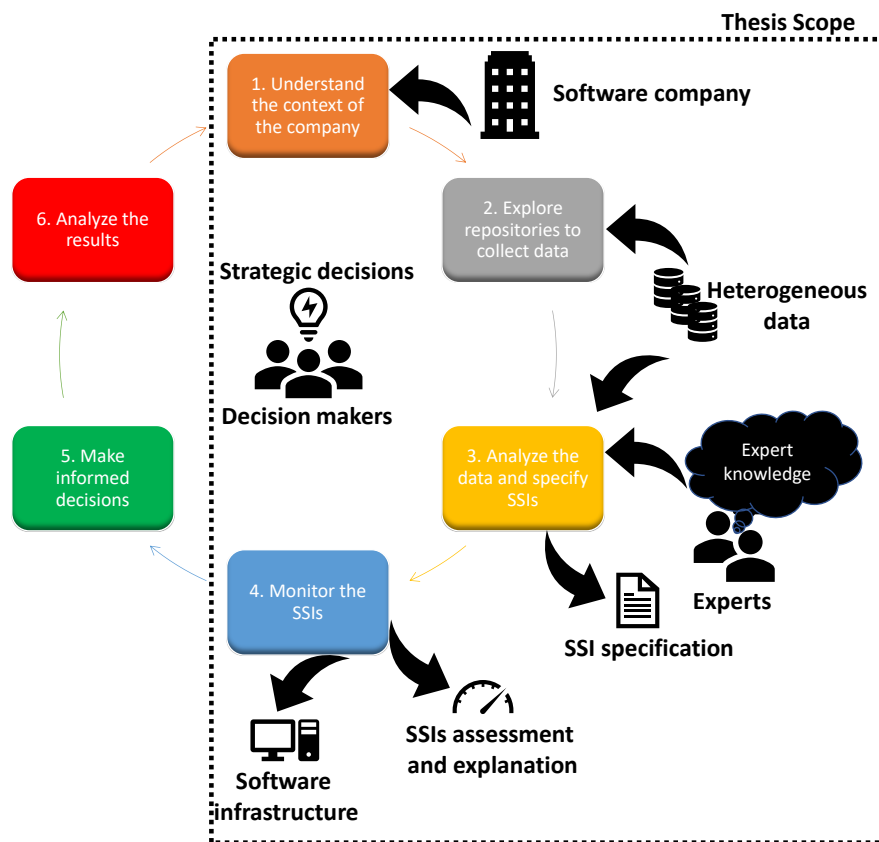 Thesis Scope
1. Understand
the context of
the company
Software company
2. Explore
repositories to
collect data
6. Analyze the
results
Strategic decisions
Heterogeneous
data
Decision makers
5. Make
informed
decisions
3. Analyze the
data and specify
SSIs
Expert
knowledge
4. Monitor the
SSIs
Experts
SSI specification
SSIs assessment
and explanation
Software
infrastructure